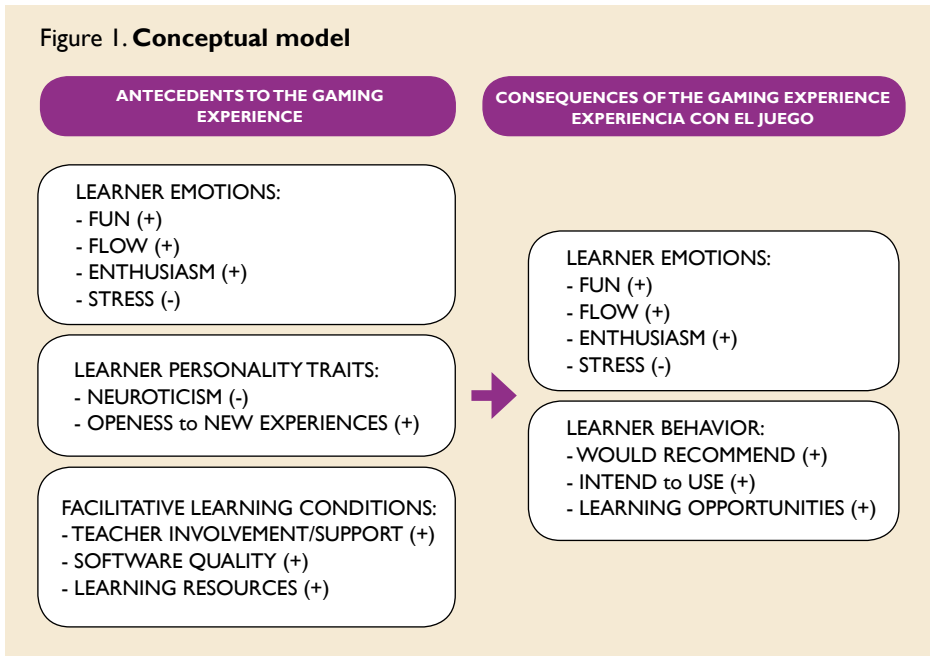 Figure 1. Conceptual model
ANTECEDENTS TO THE GAMING
EXPERIENCE
CONSEQUENCES OF THE GAMING EXPERIENCE
EXPERIENCIA CON EL JUEGO
LEARNER EMOTIONS:
- FUN (+)
- FLOW (+)
- ENTHUSIASM (+)
- STRESS (-)
LEARNER PERSONALITY TRAITS:
- NEUROTICISM (-)
- OPENESS to NEW EXPERIENCES (+)
FACILITATIVE LEARNING CONDITIONS:
- TEACHER INVOLVEMENT/SUPPORT (+)
- SOFTWARE QUALITY (+)
- LEARNING RESOURCES (+)
LEARNER EMOTIONS:
- FUN (+)
- FLOW (+)
- ENTHUSIASM (+)
- STRESS (-)
LEARNER BEHAVIOR:
- WOULD RECOMMEND (+)
- INTEND to USE (+)
- LEARNING OPPORTUNITIES (+)